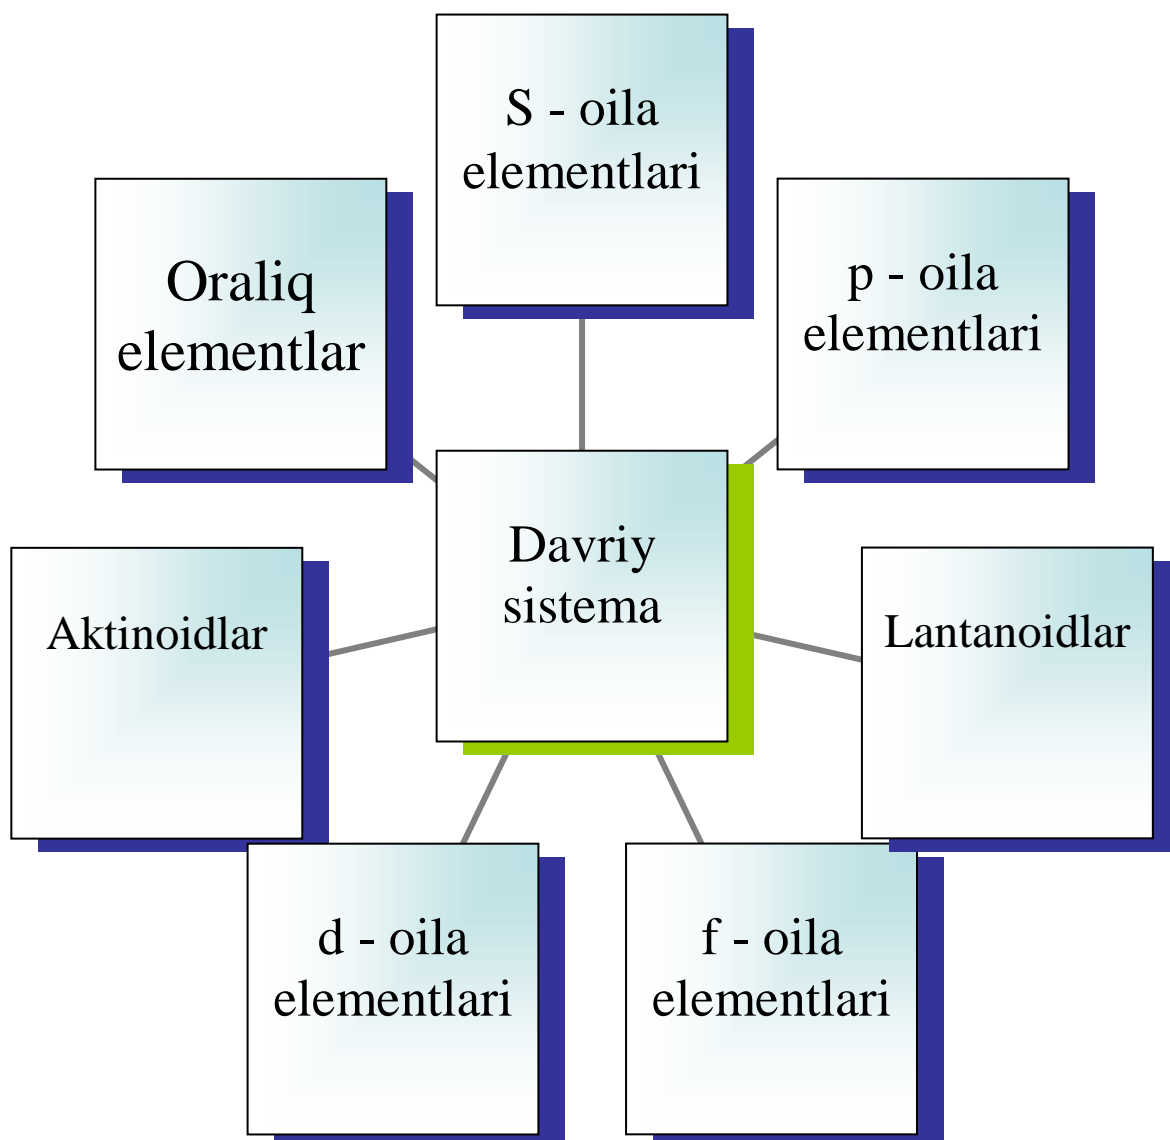 S - oila
elementlari
Oraliq
elementlar
p - oila
elementlari
Davriy
sistema
Aktinoidlar
Lantanoidlar
d - oila
elementlari
f - oila
elementlari